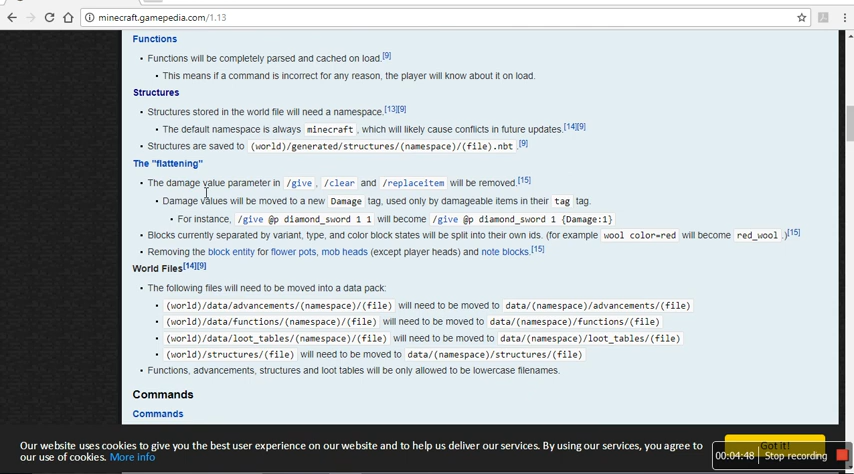 minecraft.gamepedia.com/1.13
Functions
• Functions will be completely parsed and cached on load.[9]
• This means if a command is incorrect for any reason, the player will know about it on load.
Structures
• Structures stored in the world file will need a namespace.[13][9]
• The default namespace is always minecraft, which will likely cause conflicts in future updates.[14][9]
• Structures are saved to (world)/generated/structures/(namespace)/(file).nbt.[9]
The "flattening"
• The damage value parameter in /give, /clear and /replaceitem will be removed.[15]
• Damage values will be moved to a new Damage tag, used only by damageable items in their tag tag.
• For instance, /give @p diamond_sword 1 1 will become /give @p diamond_sword 1 {Damage:1}
• Blocks currently separated by variant, type, and color block states will be split into their own ids. (for example wool color=red will become red_wool.)[15]
• Removing the block entity for flower pots, mob heads (except player heads) and note blocks.[15]
World Files[14][9]
• The following files will need to be moved into a data pack:
• (world)/data/advancements/(namespace)/(file) will need to be moved to data/(namespace)/advancements/(file)
• (world)/data/functions/(namespace)/(file) will need to be moved to data/(namespace)/functions/(file)
• (world)/data/loot_tables/(namespace)/(file) will need to be moved to data/(namespace)/loot_tables/(file)
• (world)/structures/(file) will need to be moved to data/(namespace)/structures/(file)
• Functions, advancements, structures and loot tables will be only allowed to be lowercase filenames.
Commands
Commands
Our website uses cookies to give you the best user experience on our website and to help us deliver our services. By using our services, you agree to
our use of cookies. More info
Got it!
00:04:48 Stop recording